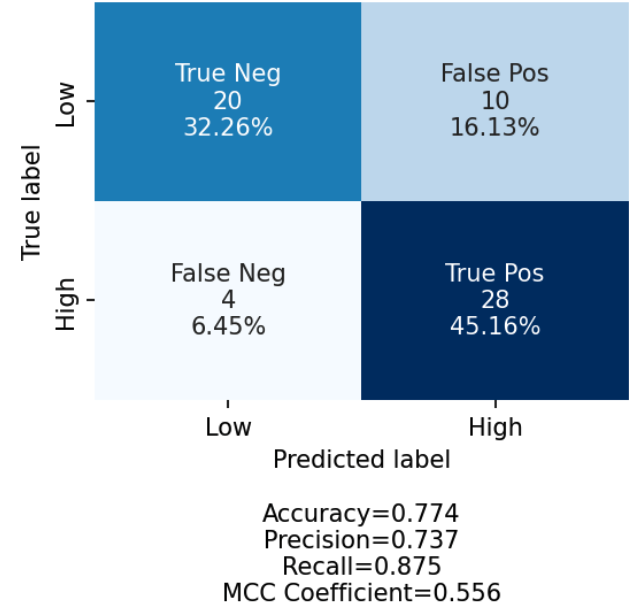 True Neg
20
32.26%
False Pos
10
16.13%
Low
True label
False Neg
4
6.45%
True Pos
28
45.16%
High
Low
High
Predicted label
Accuracy=0.774
Precision=0.737
Recall=0.875
MCC Coefficient=0.556